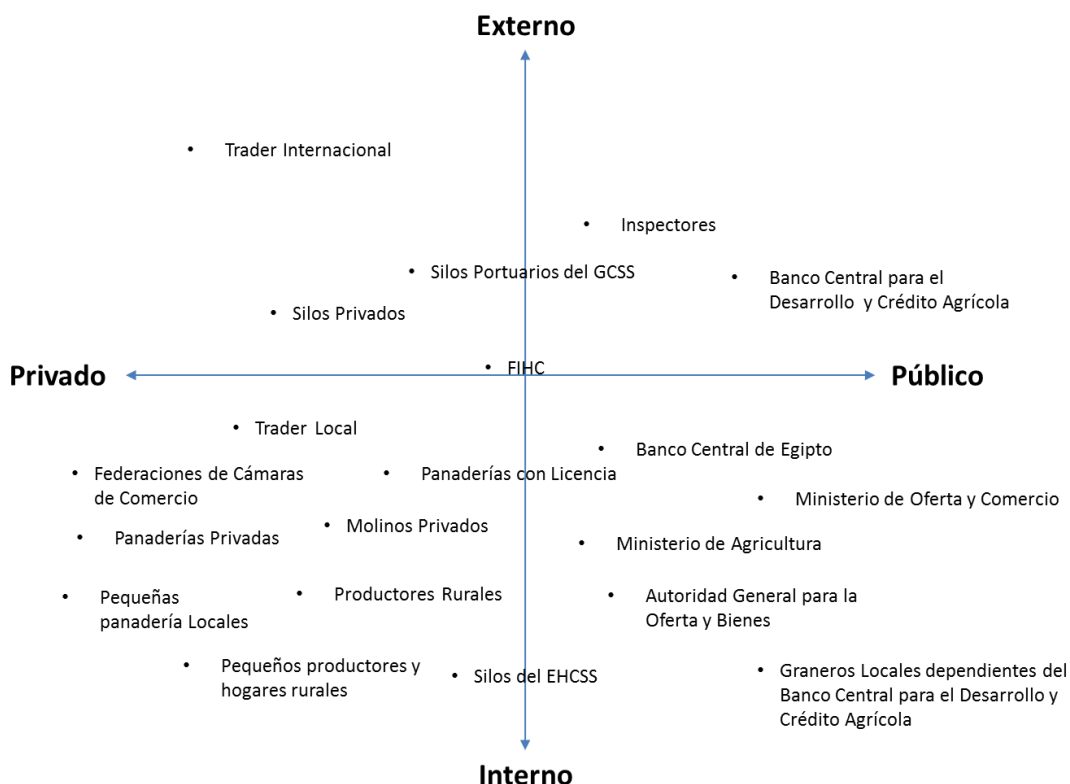 Externo
Trader Internacional
Inspectores
Silos Portuarios del GCSS
Banco Central para el
Desarrollo y Crédito Agrícola
Silos Privados
FIHC
Privado
Público
Trader Local
Banco Central de Egipto
Federaciones de Cámaras
de Comercio
Panaderías con Licencia
Ministerio de Oferta y Comercio
Molinos Privados
Panaderías Privadas
Ministerio de Agricultura
Pequeñas
panadería Locales
Productores Rurales
Autoridad General para la
Oferta y Bienes
Pequeños productores y
hogares rurales
Silos del EHCSS
Graneros Locales dependientes del
Banco Central para el Desarrollo y
Crédito Agrícola
Interno